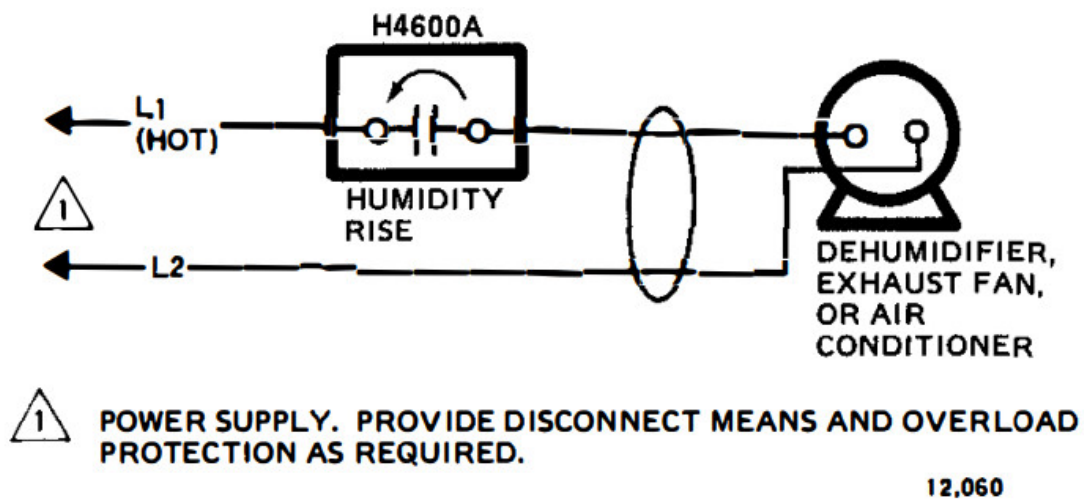 H4600A
L1
(HOT)
1
HUMIDITY
RISE
L2
DEHUMIDIFIER,
EXHAUST FAN,
OR AIR
CONDITIONER
1 POWER SUPPLY. PROVIDE DISCONNECT MEANS AND OVERLOAD
PROTECTION AS REQUIRED.
12,060